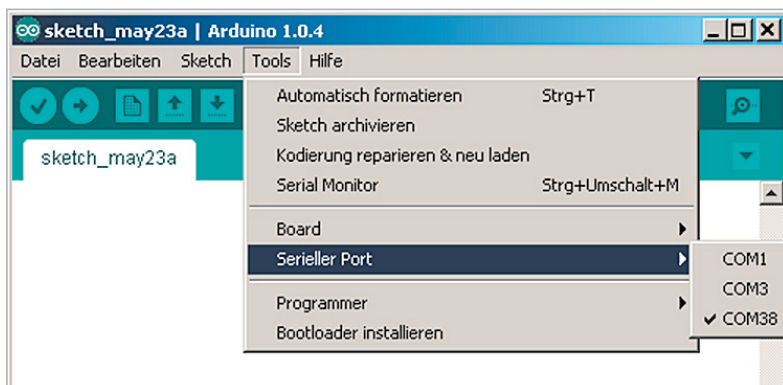 sketch_may23a | Arduino 1.0.4
Datei Bearbeiten Sketch Tools Hilfe
Automatisch formatieren Strg+T
Sketch archivieren
sketch_may23a
Kodierung reparieren & neu laden
Serial Monitor Strg+Umschalt+M
Board
Serieller Port
COM1
COM3
COM38
Programmer
Bootloader installieren